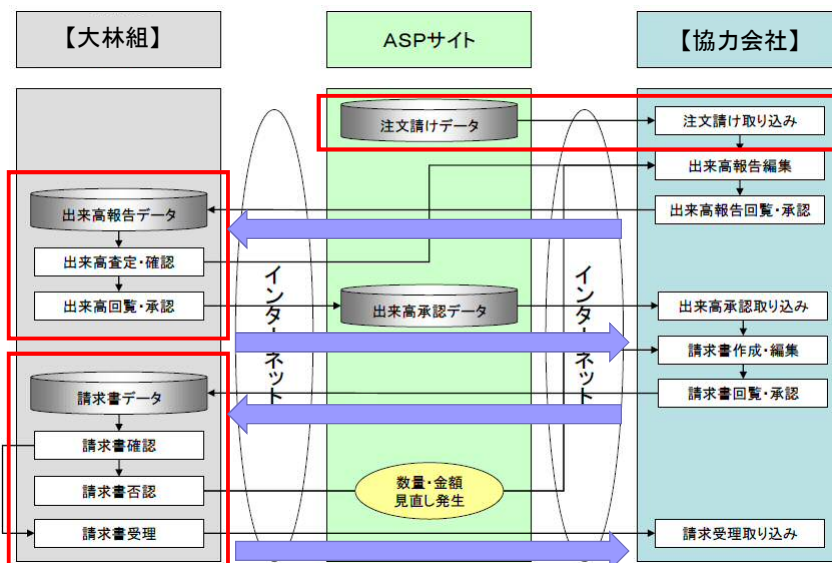 【大林組】
ASPサイト
【協力会社】
注文請けデータ
注文請け取り込み
出来高報告編集
出来高報告データ
出来高報告回覧・承認
出来高査定・確認
出来高回覧・承認
出来高承認データ
出来高承認取り込み
インターネット
インターネット
請求書作成・編集
請求書データ
請求書回覧・承認
請求書確認
請求書否認
数量・金額
見直し発生
請求書受理
請求受理取り込み